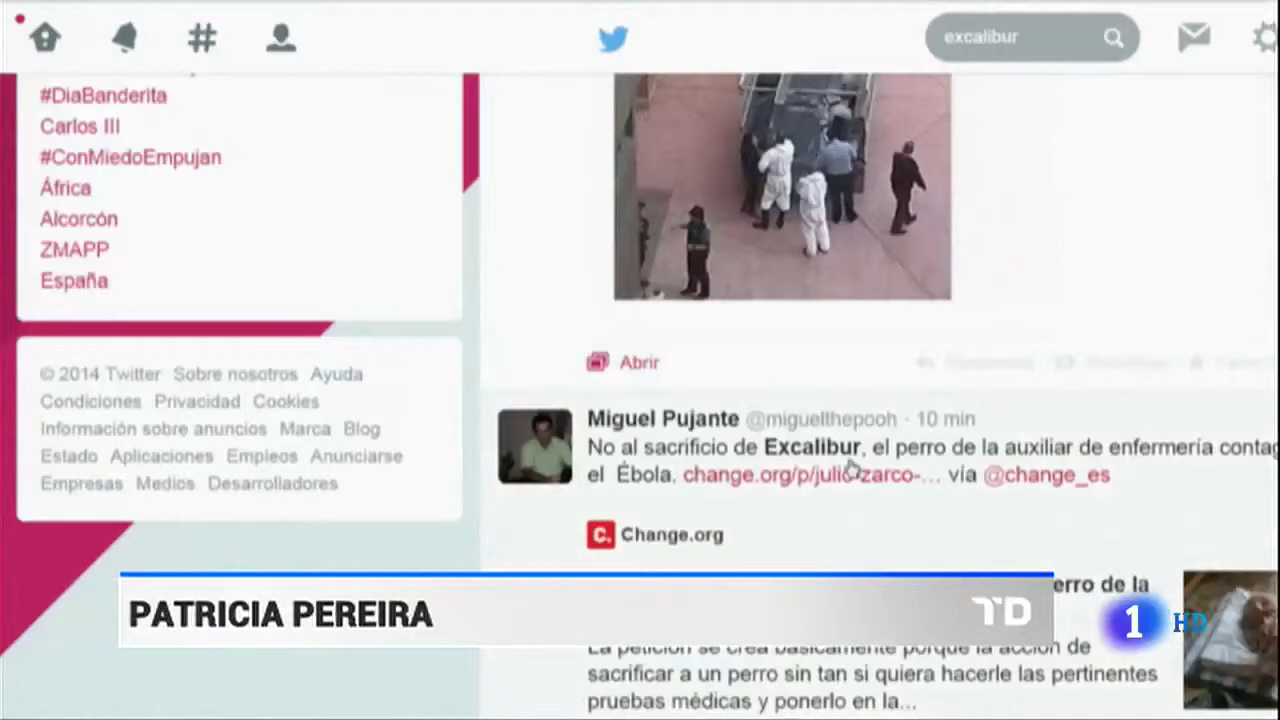 excalibur
#DiaBanderita
Carlos III
#ConMiedoEmpujan
África
Alcorcón
ZMAPP
España
© 2014 Twitter Sobre nosotros Ayuda
Condiciones Privacidad Cookies
Información sobre anuncios Marca Blog
Estado Aplicaciones Empleos Anunciarse
Empresas Medios Desarrolladores
Abrir
Miguel Pujante @miguelthepooh · 10 min
No al sacrificio de Excalibur, el perro de la auxiliar de enfermería contag
el Ébola, change.org/p/julio-zarco-... vía @change_es
C. Change.org
erro de la
La petición se crea básicamente porque la acción de
sacrificar a un perro sin tan si quiera hacerle las pertinentes
pruebas médicas y ponerlo en la...
PATRICIA PEREIRA
TD
1 HD